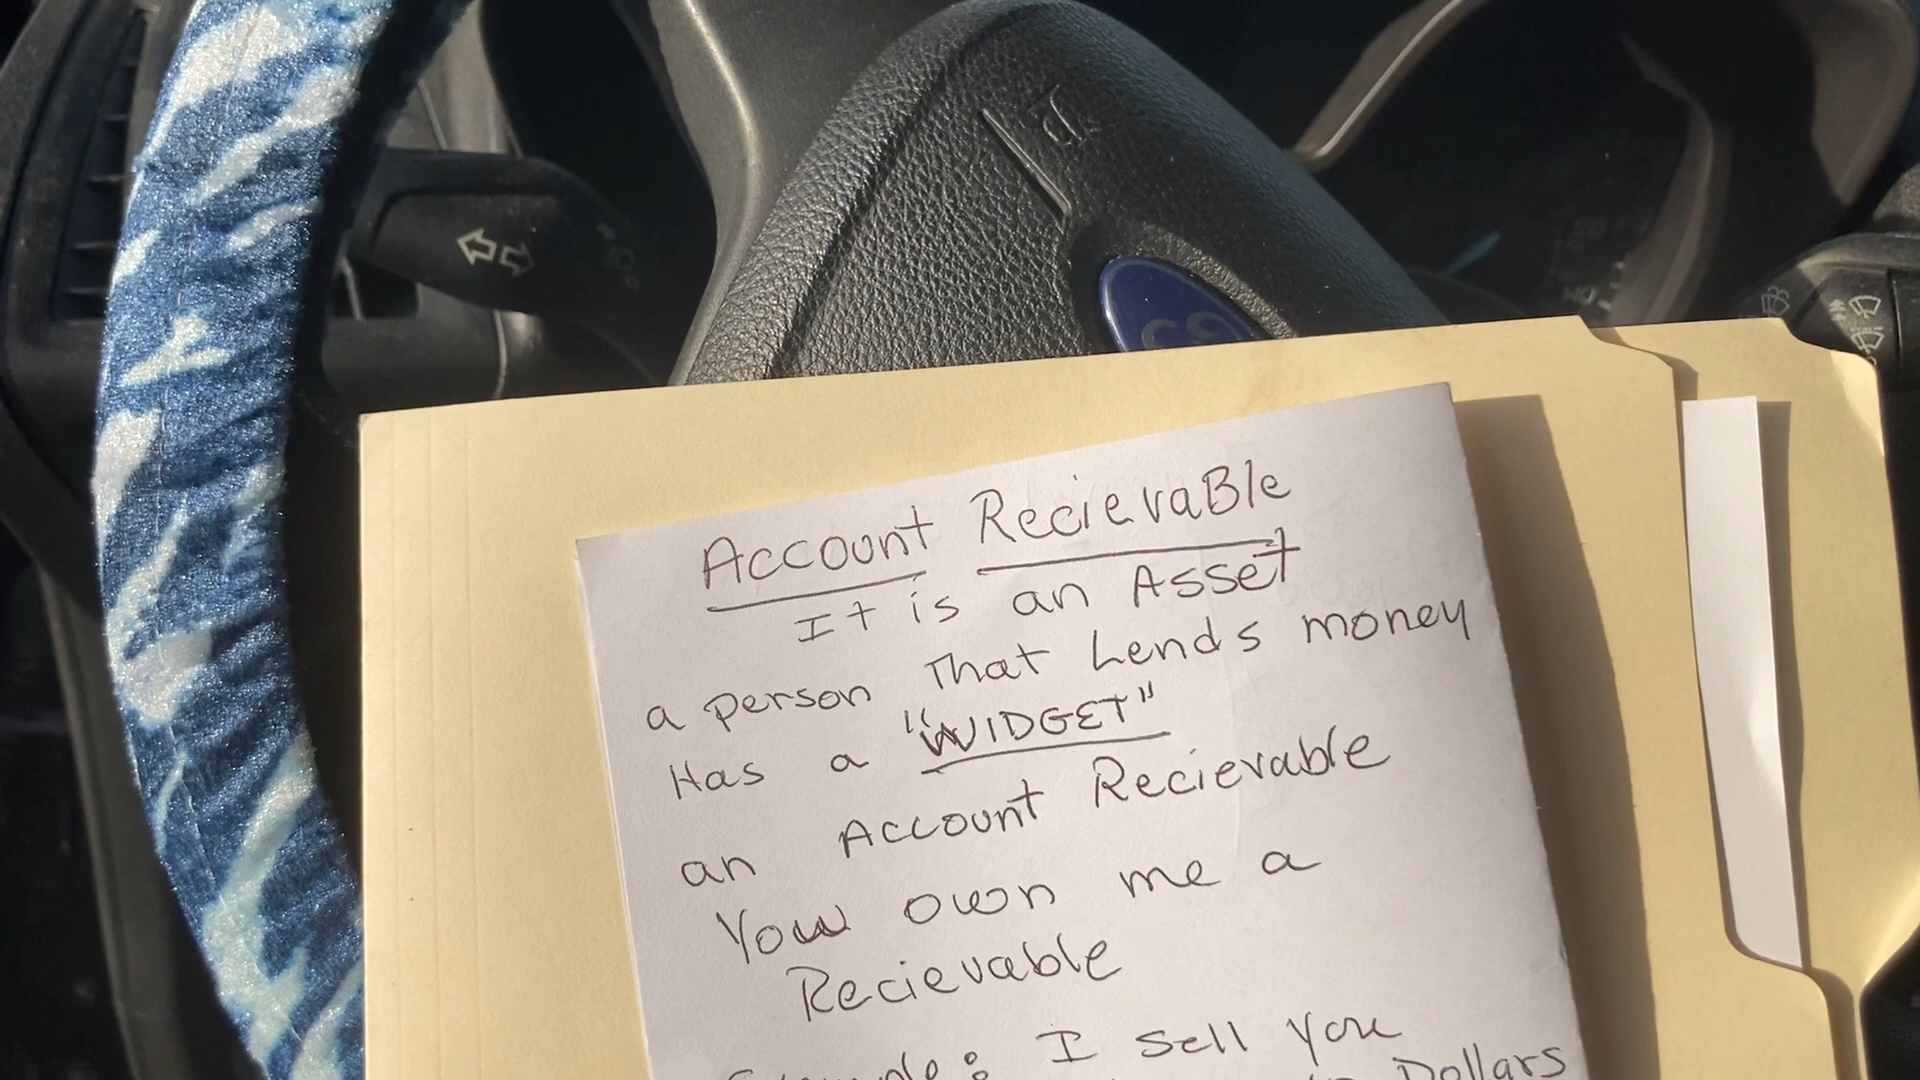 Account RecievaBle
It is an Asset
a person That Lends money
Has a "WIDGET"
an Account Recievable
You own me a
Recievable
I sell You
Dollars